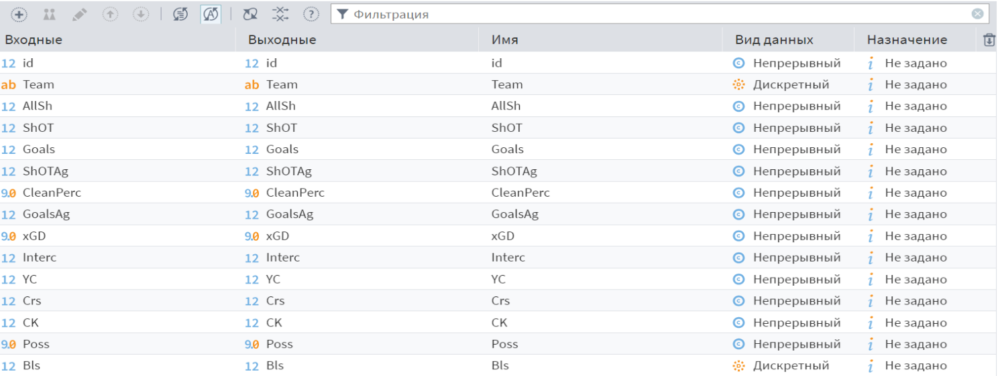 Фильтрация
Входные Выходные Имя Вид данных Назначение
12 id 12 id id Непрерывный Не задано
ab Team ab Team Team Дискретный Не задано
12 AllSh 12 AllSh AllSh Непрерывный Не задано
12 ShOT 12 ShOT ShOT Непрерывный Не задано
12 Goals 12 Goals Goals Непрерывный Не задано
12 ShOTAg 12 ShOTAg ShOTAg Непрерывный Не задано
9.0 CleanPerc 9.0 CleanPerc CleanPerc Непрерывный Не задано
12 GoalsAg 12 GoalsAg GoalsAg Непрерывный Не задано
9.0 xGD 9.0 xGD xGD Непрерывный Не задано
12 Interc 12 Interc Interc Непрерывный Не задано
12 YC 12 YC YC Непрерывный Не задано
12 Crs 12 Crs Crs Непрерывный Не задано
12 CK 12 CK CK Непрерывный Не задано
9.0 Poss 9.0 Poss Poss Непрерывный Не задано
12 Bls 12 Bls Bls Дискретный Не задано